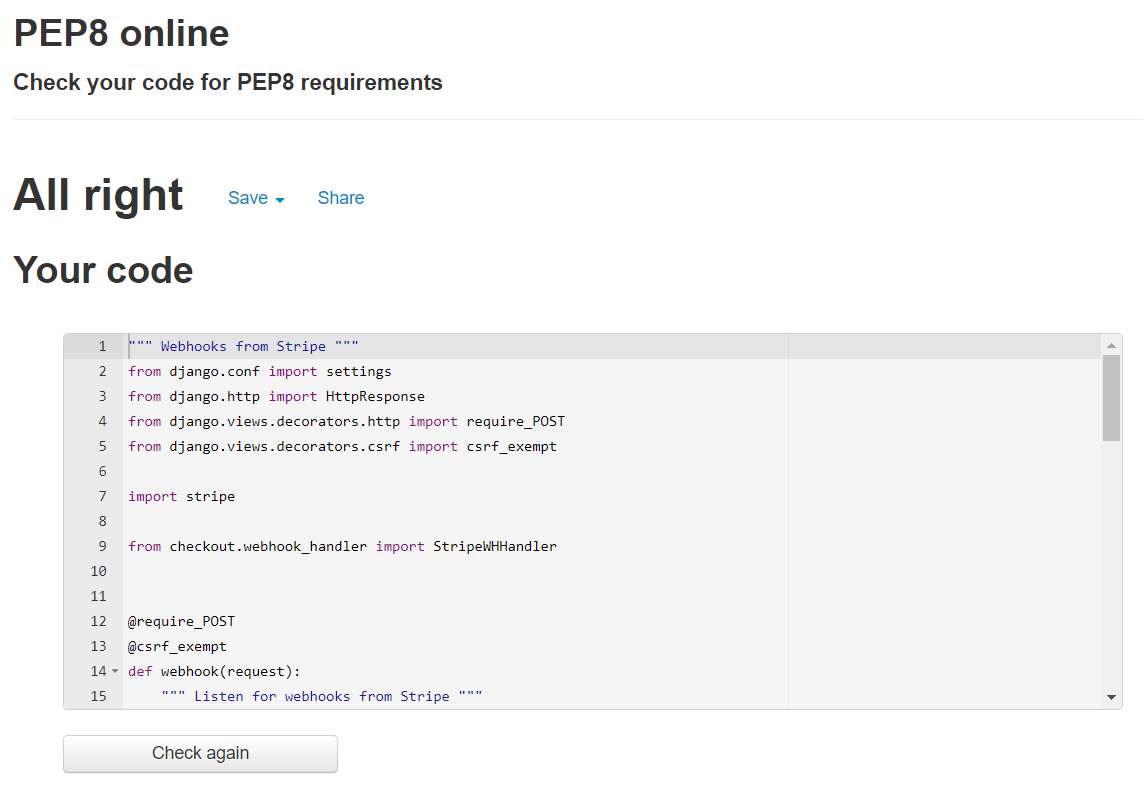 PEP8 online
Check your code for PEP8 requirements
All right Save Share
Your code
1 """ Webhooks from Stripe """
2 from django.conf import settings
3 from django.http import HttpResponse
4 from django.views.decorators.http import require_POST
5 from django.views.decorators.csrf import csrf_exempt
6
7 import stripe
8
9 from checkout.webhook_handler import StripeWHHandler
10
11
12 @require_POST
13 @csrf_exempt
14 def webhook(request):
15     """ Listen for webhooks from Stripe """
Check again